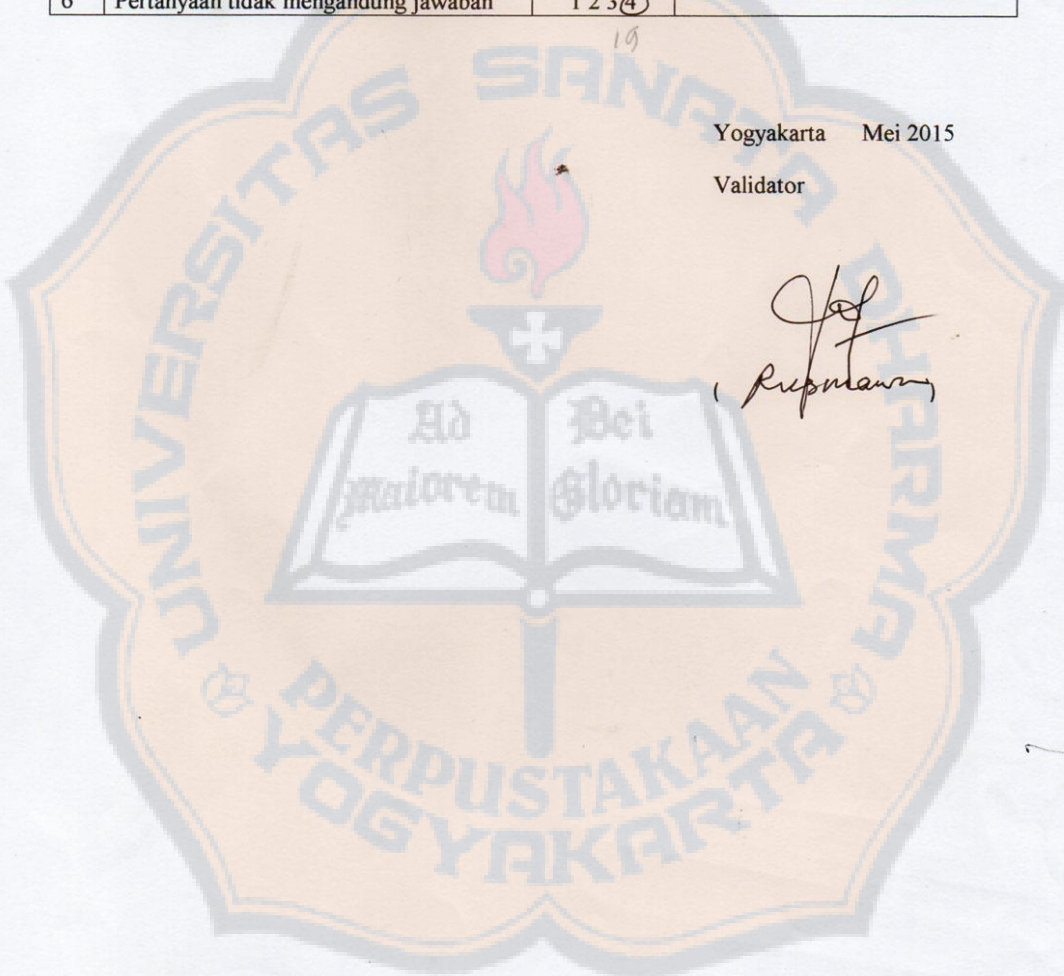 6 Pertanyaan tidak mengandung jawaban 1 2 3 4
19
Yogyakarta Mei 2015
Validator
UNIVERSITAS SANATA DHARMA
Ad Dei
maiorem Gloriam
PERPUSTAKAAN
YOGYAKARTA